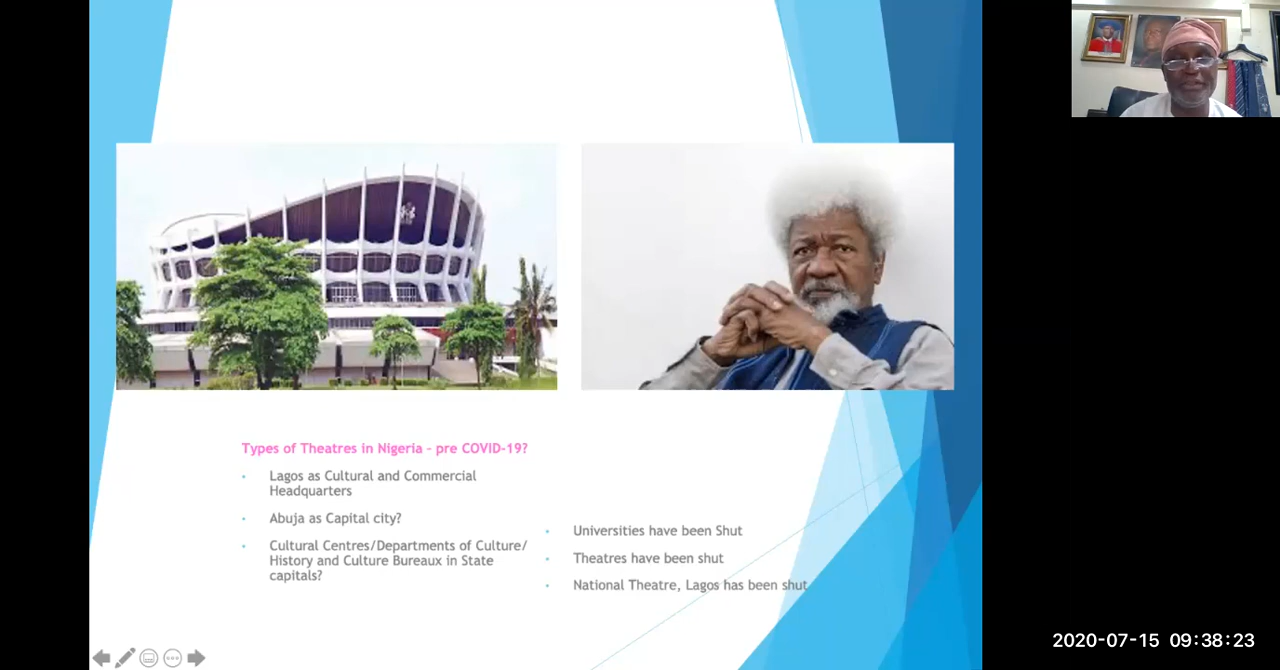 Types of Theatres in Nigeria - pre COVID-19?
• Lagos as Cultural and Commercial
Headquarters
• Abuja as Capital city?
• Cultural Centres/Departments of Culture/
History and Culture Bureaux in State
capitals?
• Universities have been Shut
• Theatres have been shut
• National Theatre, Lagos has been shut
2020-07-15 09:38:23